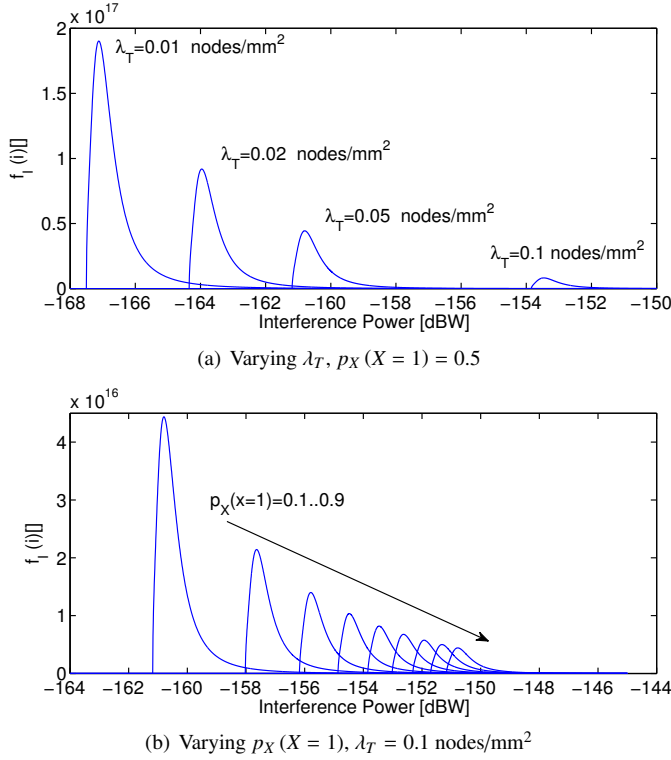 x 10^17
2
1.5
1
0.5
0
f_I (i)[]
λ_T=0.01 nodes/mm^2
λ_T=0.02 nodes/mm^2
λ_T=0.05 nodes/mm^2
λ_T=0.1 nodes/mm^2
−168 −166 −164 −162 −160 −158 −156 −154 −152 −150
Interference Power [dBW]
(a) Varying λ_T, p_X (X = 1) = 0.5
x 10^16
4
3
2
1
0
f_I (i)[]
p_X(x=1)=0.1..0.9
−164 −162 −160 −158 −156 −154 −152 −150 −148 −146 −144
Interference Power [dBW]
(b) Varying p_X (X = 1), λ_T = 0.1 nodes/mm^2